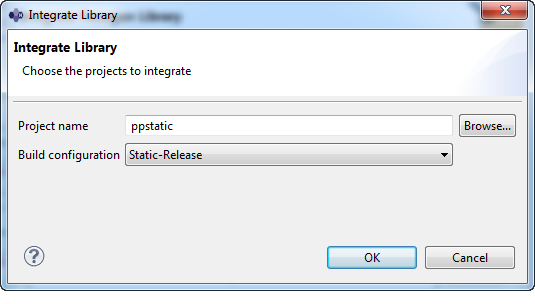 Integrate Library
Integrate Library
Choose the projects to integrate
Project name ppstatic Browse...
Build configuration Static-Release
? OK Cancel